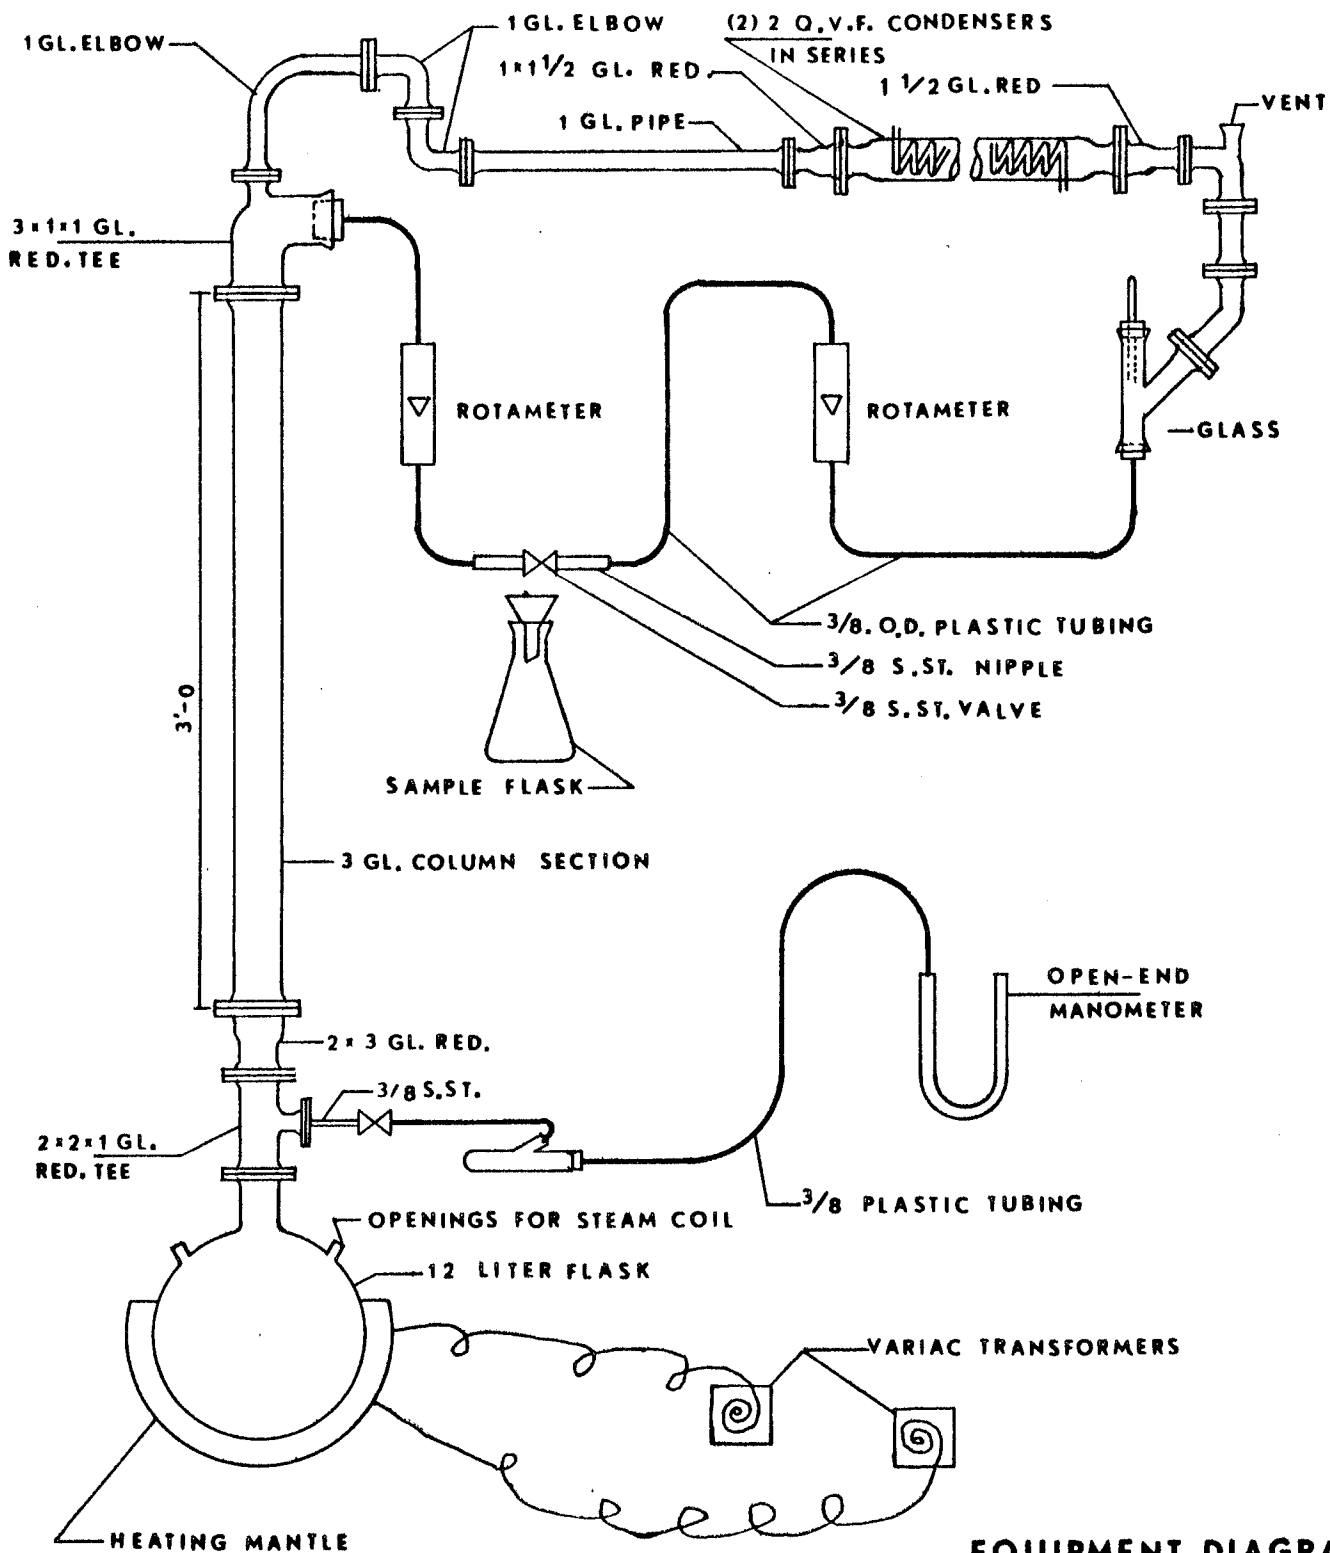 1 GL. ELBOW
1 GL. ELBOW
(2) 2 Q.V.F. CONDENSERS
IN SERIES
1×1 1/2 GL. RED.
1 1/2 GL. RED
VENT
1 GL. PIPE
3×1×1 GL.
RED. TEE
ROTAMETER
ROTAMETER
GLASS
3/8. O.D. PLASTIC TUBING
3/8 S.ST. NIPPLE
3/8 S.ST. VALVE
3'-0
SAMPLE FLASK
3 GL. COLUMN SECTION
OPEN-END
MANOMETER
2×3 GL. RED.
3/8 S.ST.
2×2×1 GL.
RED. TEE
3/8 PLASTIC TUBING
OPENINGS FOR STEAM COIL
12 LITER FLASK
VARIAC TRANSFORMERS
HEATING MANTLE